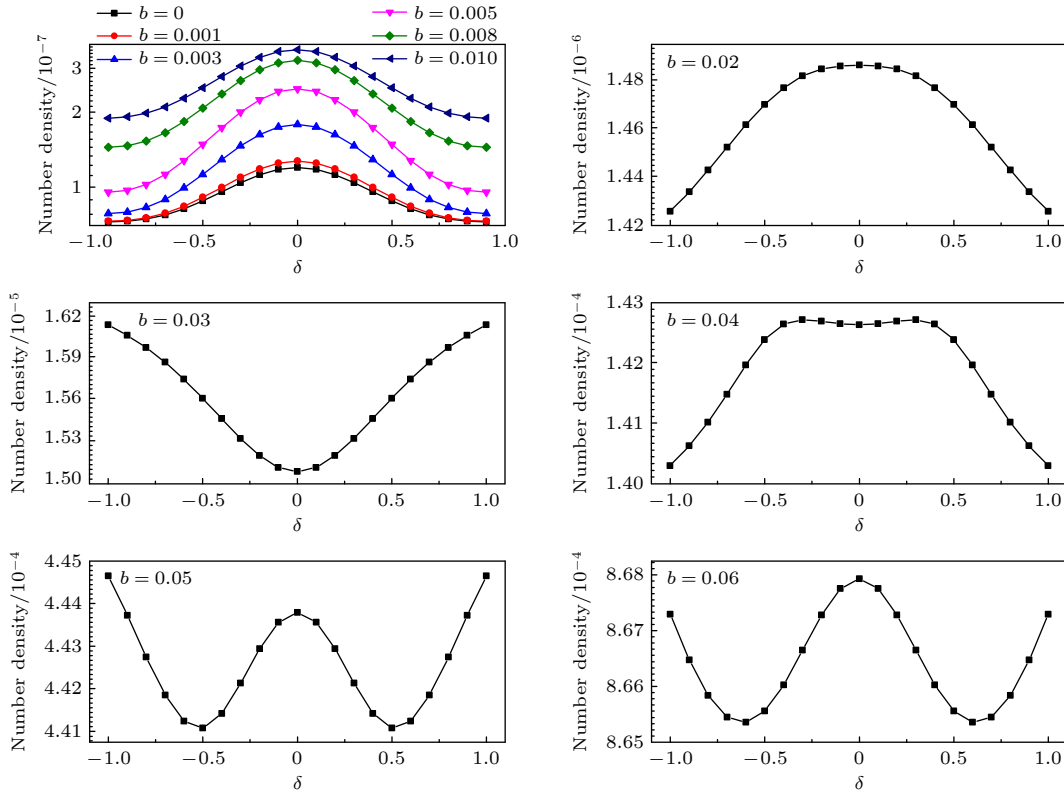 b = 0
b = 0.001
b = 0.003
b = 0.005
b = 0.008
b = 0.010
Number density/10⁻⁷
3
2
1
−1.0 −0.5 0 0.5 1.0
δ
b = 0.02
Number density/10⁻⁶
1.48
1.46
1.44
1.42
−1.0 −0.5 0 0.5 1.0
δ
b = 0.03
Number density/10⁻⁵
1.62
1.59
1.56
1.53
1.50
−1.0 −0.5 0 0.5 1.0
δ
b = 0.04
Number density/10⁻⁴
1.43
1.42
1.41
1.40
−1.0 −0.5 0 0.5 1.0
δ
b = 0.05
Number density/10⁻⁴
4.45
4.44
4.43
4.42
4.41
−1.0 −0.5 0 0.5 1.0
δ
b = 0.06
Number density/10⁻⁴
8.68
8.67
8.66
8.65
−1.0 −0.5 0 0.5 1.0
δ